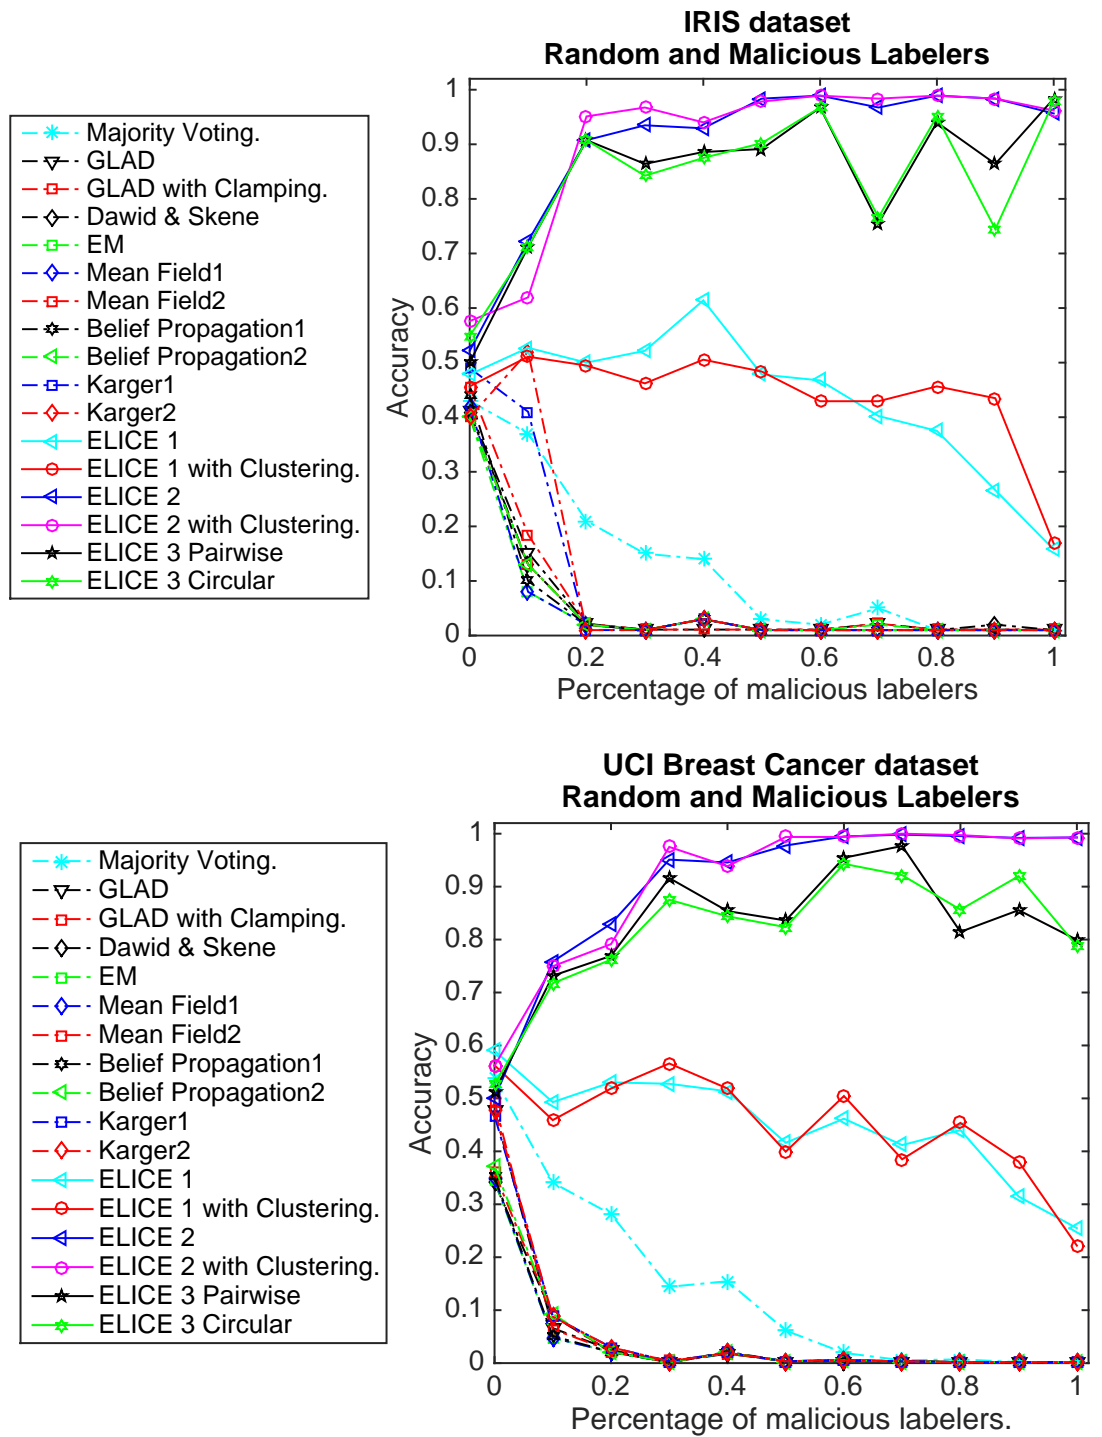 IRIS dataset
Random and Malicious Labelers
Majority Voting.
GLAD
GLAD with Clamping.
Dawid & Skene
EM
Mean Field1
Mean Field2
Belief Propagation1
Belief Propagation2
Karger1
Karger2
ELICE 1
ELICE 1 with Clustering.
ELICE 2
ELICE 2 with Clustering.
ELICE 3 Pairwise
ELICE 3 Circular
Accuracy
1
0.9
0.8
0.7
0.6
0.5
0.4
0.3
0.2
0.1
0
0 0.2 0.4 0.6 0.8 1
Percentage of malicious labelers
UCI Breast Cancer dataset
Random and Malicious Labelers
Majority Voting.
GLAD
GLAD with Clamping.
Dawid & Skene
EM
Mean Field1
Mean Field2
Belief Propagation1
Belief Propagation2
Karger1
Karger2
ELICE 1
ELICE 1 with Clustering.
ELICE 2
ELICE 2 with Clustering.
ELICE 3 Pairwise
ELICE 3 Circular
Accuracy
1
0.9
0.8
0.7
0.6
0.5
0.4
0.3
0.2
0.1
0
0 0.2 0.4 0.6 0.8 1
Percentage of malicious labelers.